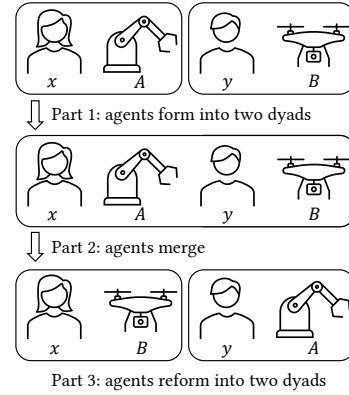 x A y B
Part 1: agents form into two dyads
x A y B
Part 2: agents merge
x B y A
Part 3: agents reform into two dyads